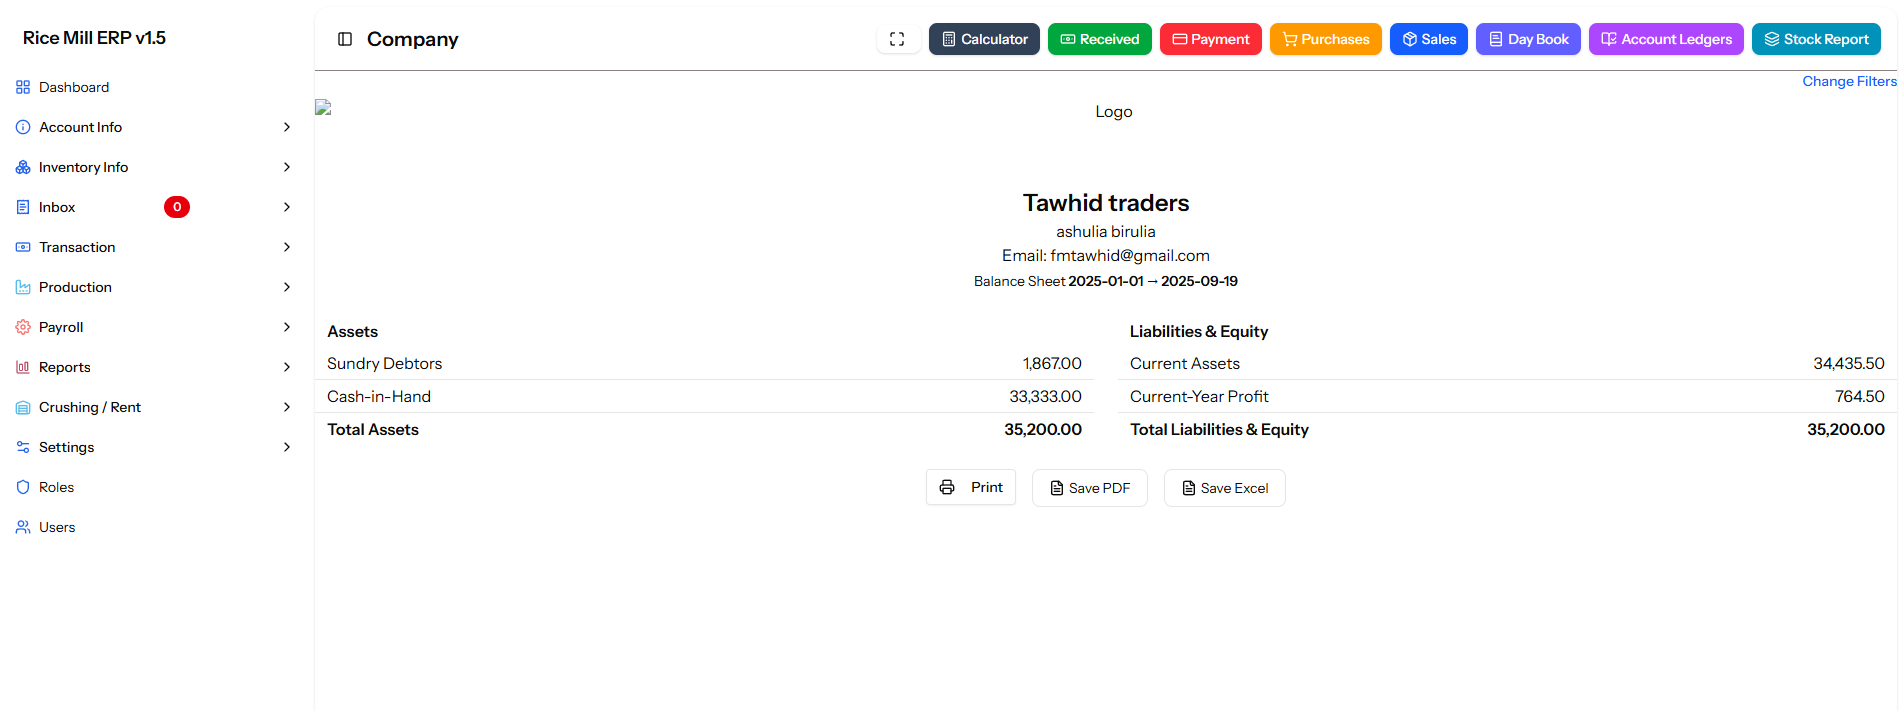 Rice Mill ERP v1.5
Dashboard
Account Info
Inventory Info
Inbox 0
Transaction
Production
Payroll
Reports
Crushing / Rent
Settings
Roles
Users
Company
Calculator
Received
Payment
Purchases
Sales
Day Book
Account Ledgers
Stock Report
Change Filters
Logo
Tawhid traders
ashulia birulia
Email: fmtawhid@gmail.com
Balance Sheet 2025-01-01 → 2025-09-19
Assets
Sundry Debtors 1,867.00
Cash-in-Hand 33,333.00
Total Assets 35,200.00
Liabilities & Equity
Current Assets 34,435.50
Current-Year Profit 764.50
Total Liabilities & Equity 35,200.00
Print
Save PDF
Save Excel